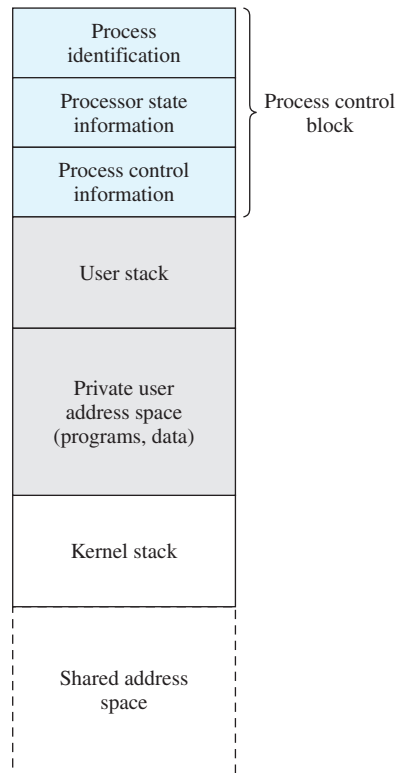 Process
identification
Processor state
information
Process control
information
Process control
block
User stack
Private user
address space
(programs, data)
Kernel stack
Shared address
space